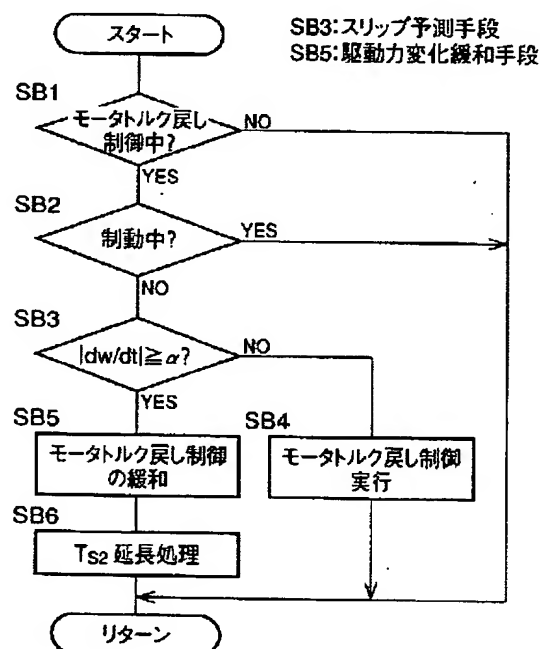 スタート
SB3:スリップ予測手段
SB5:駆動力変化緩和手段
SB1
モータトルク戻し
制御中?
NO
YES
SB2
制動中?
YES
NO
SB3
|dw/dt|≧α?
NO
YES
SB5
モータトルク戻し制御
の緩和
SB4
モータトルク戻し制御
実行
SB6
TS2 延長処理
リターン